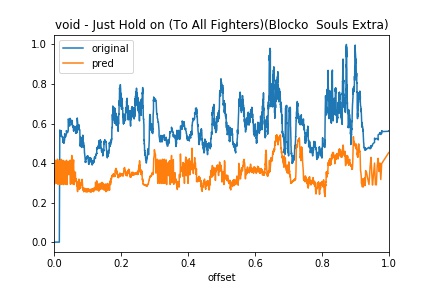 void - Just Hold on (To All Fighters)(Blocko  Souls Extra)
original
pred
1.0
0.8
0.6
0.4
0.2
0.0
0.0 0.2 0.4 0.6 0.8 1.0
offset